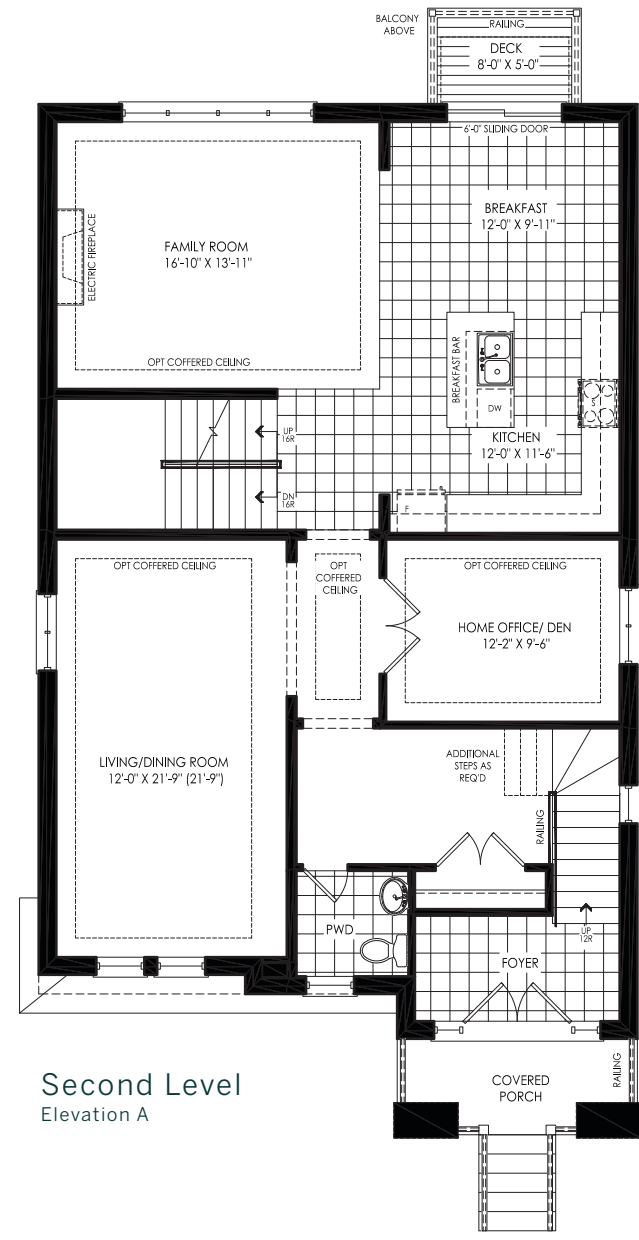 BALCONY
ABOVE
RAILING
DECK
8'-0" X 5'-0"
6'-0" SLIDING DOOR
BREAKFAST
12'-0" X 9'-11"
FAMILY ROOM
16'-10" X 13'-11"
ELECTRIC FIREPLACE
OPT COFFERED CEILING
BREAKFAST BAR
DW
S
KITCHEN
12'-0" X 11'-6"
UP
16R
DN
16R
F
OPT COFFERED CEILING
OPT
COFFERED
CEILING
OPT COFFERED CEILING
HOME OFFICE/ DEN
12'-2" X 9'-6"
LIVING/DINING ROOM
12'-0" X 21'-9" (21'-9")
ADDITIONAL
STEPS AS
REQ'D
RAILING
PWD
UP
12R
FOYER
RAILING
COVERED
PORCH
Second Level
Elevation A